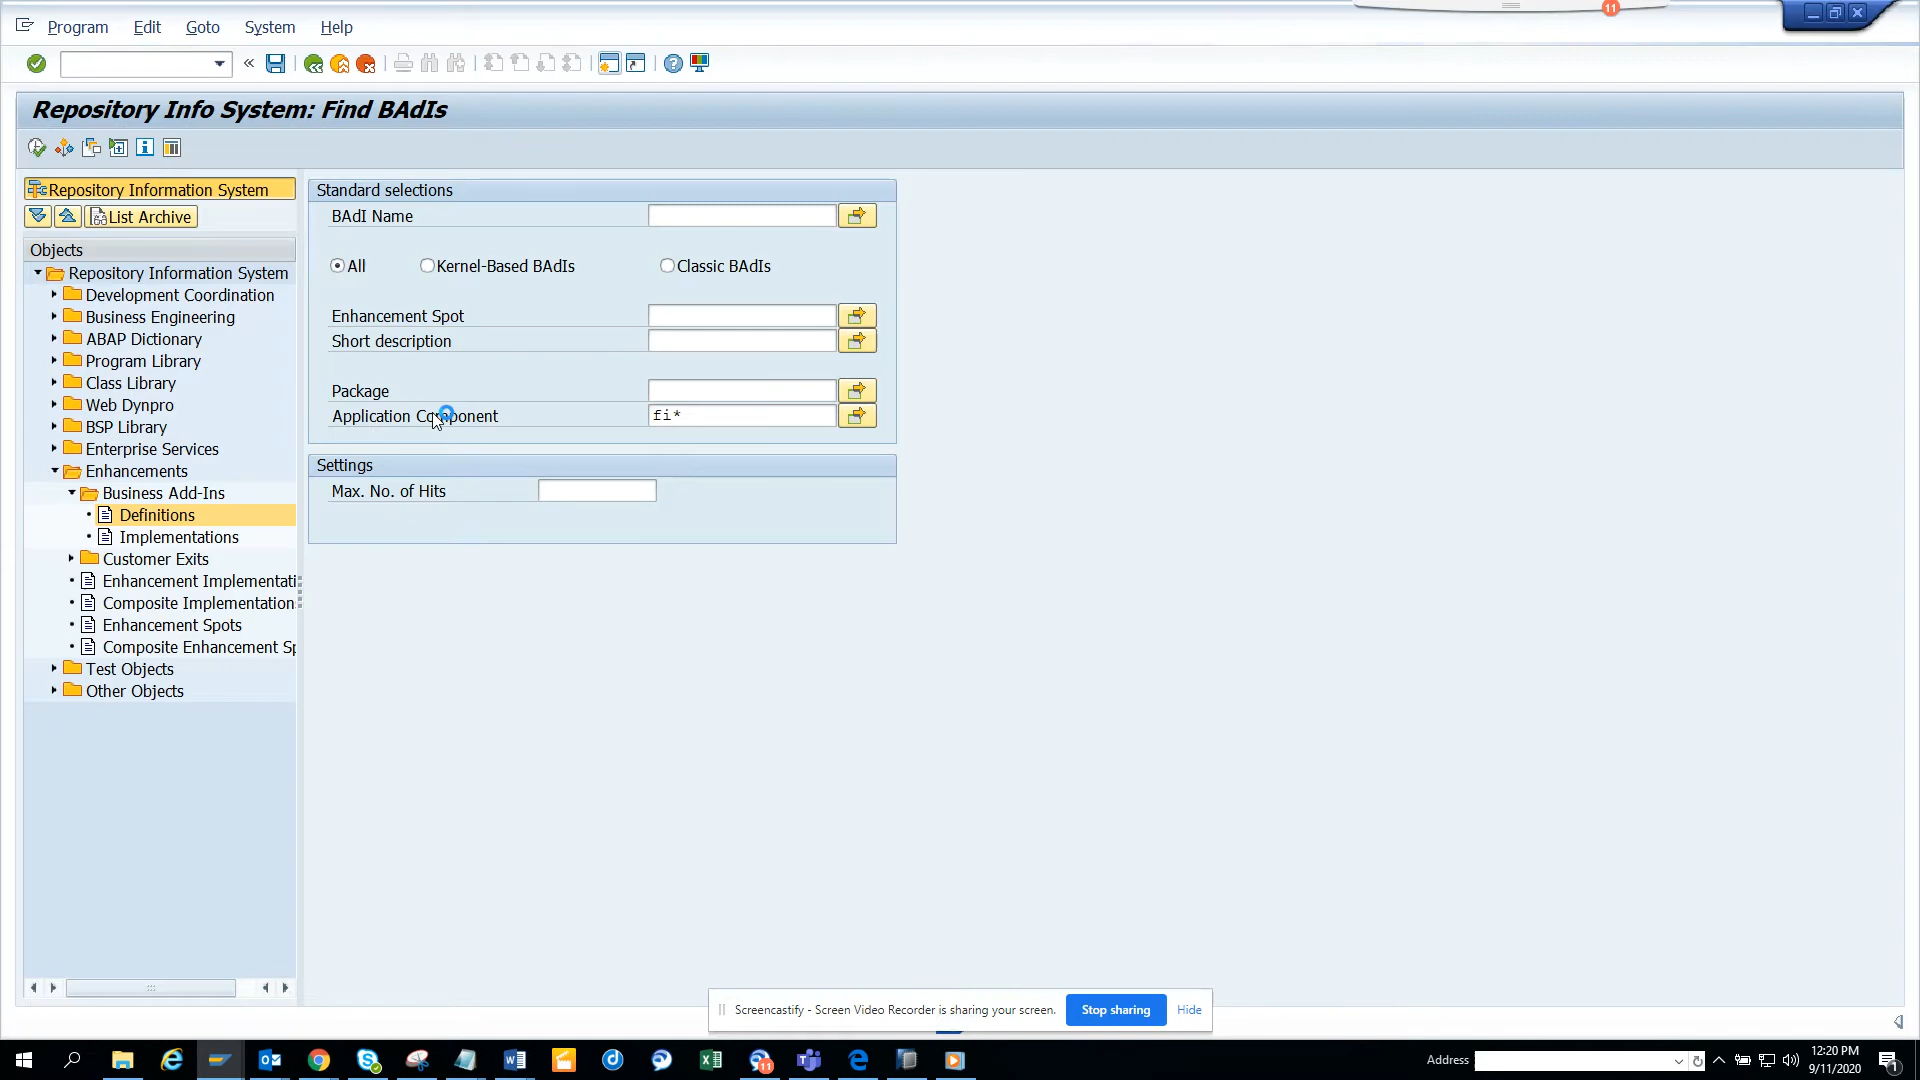 11
Program Edit Goto System Help
Repository Info System: Find BAdIs
Repository Information System
List Archive
Objects
Repository Information System
Development Coordination
Business Engineering
ABAP Dictionary
Program Library
Class Library
Web Dynpro
BSP Library
Enterprise Services
Enhancements
Business Add-Ins
Definitions
Implementations
Customer Exits
Enhancement Implementati
Composite Implementation
Enhancement Spots
Composite Enhancement Sp
Test Objects
Other Objects
Standard selections
BAdI Name
All Kernel-Based BAdIs Classic BAdIs
Enhancement Spot
Short description
Package
Application Component fi*
Settings
Max. No. of Hits
Screencastify - Screen Video Recorder is sharing your screen. Stop sharing Hide
11
Address
12:20 PM
9/11/2020
1